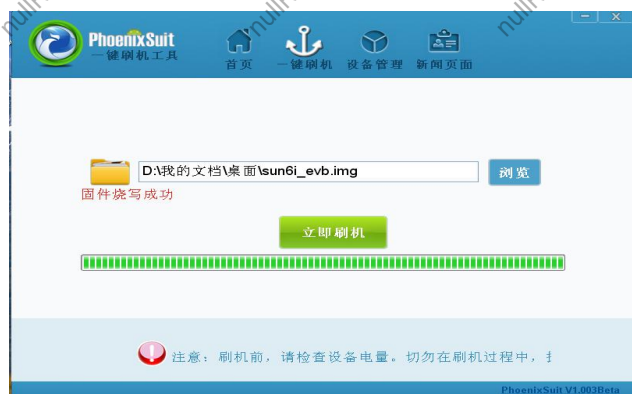 PhoenixSuit
一键刷机工具
首页 一键刷机 设备管理 新闻页面
D:\我的文档\桌面\sun6i_evb.img
浏览
固件烧写成功
立即刷机
注意：刷机前，请检查设备电量。切勿在刷机过程中，
PhoenixSuit V1.003Beta